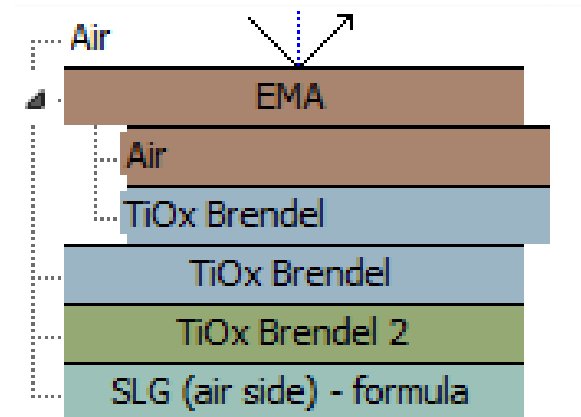 Air
EMA
Air
TiOx Brendel
TiOx Brendel
TiOx Brendel 2
SLG (air side) - formula